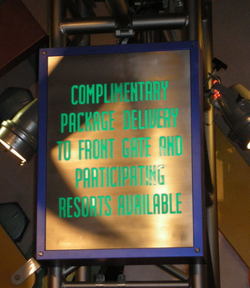 COMPLIMENTARY
PACKAGE DELIVERY
TO FRONT GATE AND
PARTICIPATING
RESORTS AVAILABLE